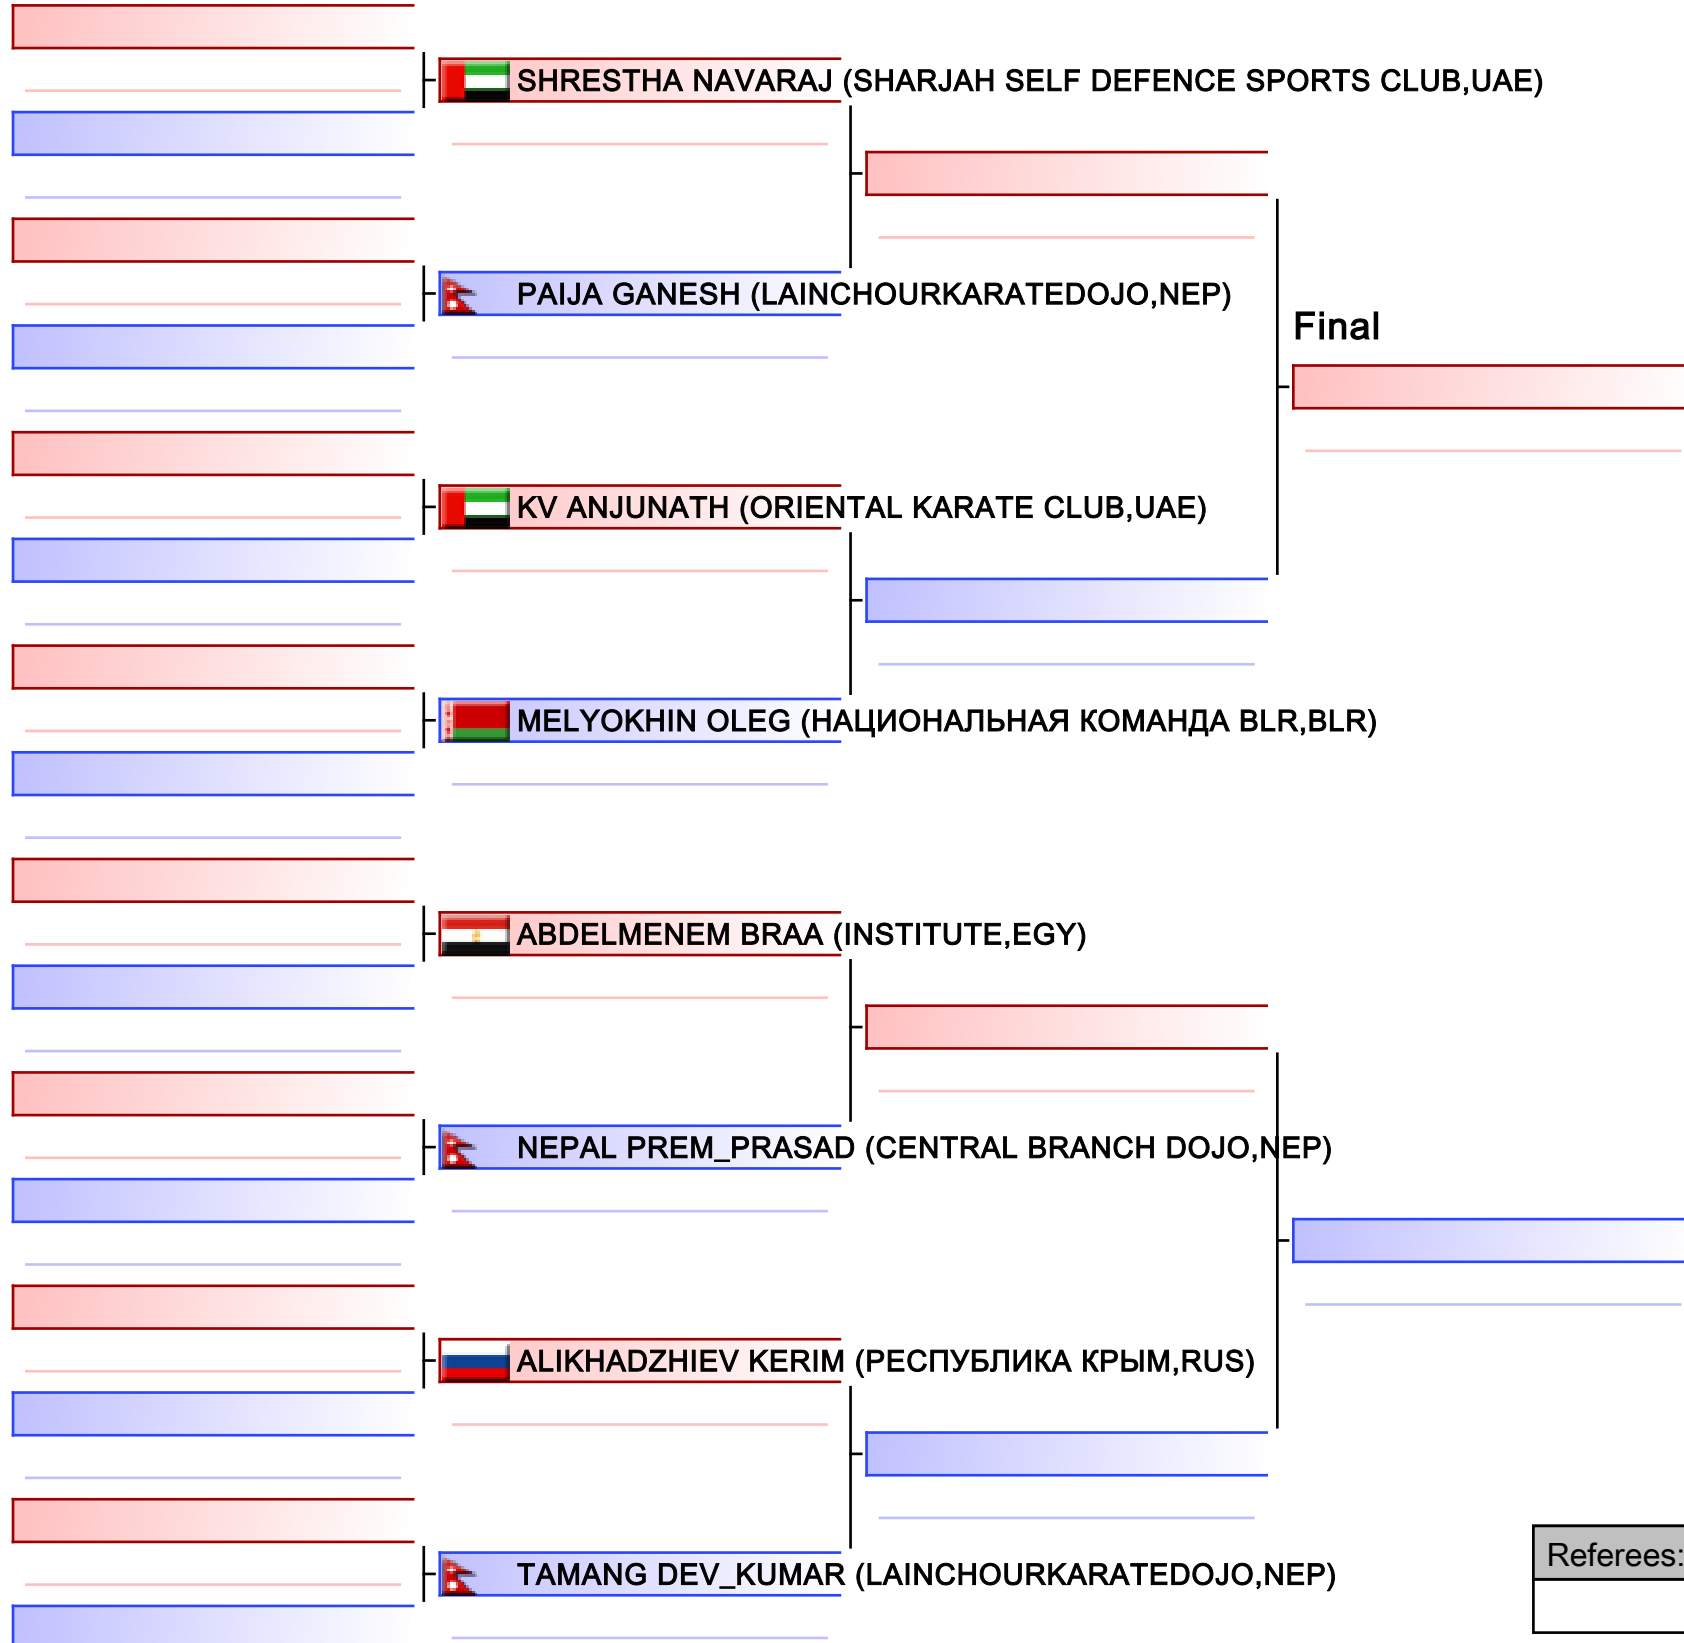 SHRESTHA NAVARAJ (SHARJAH SELF DEFENCE SPORTS CLUB,UAE)
PAIJA GANESH (LAINCHOURKARATEDOJO,NEP)
Final
KV ANJUNATH (ORIENTAL KARATE CLUB,UAE)
MELYOKHIN OLEG (НАЦИОНАЛЬНАЯ КОМАНДА BLR,BLR)
ABDELMENEM BRAA (INSTITUTE,EGY)
NEPAL PREM_PRASAD (CENTRAL BRANCH DOJO,NEP)
ALIKHADZHIEV KERIM (РЕСПУБЛИКА КРЫМ,RUS)
Referees:
TAMANG DEV_KUMAR (LAINCHOURKARATEDOJO,NEP)